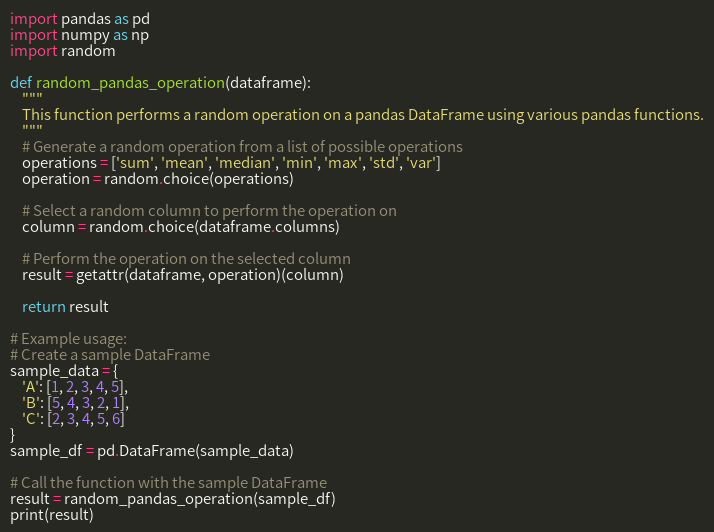 import pandas as pd
import numpy as np
import random

def random_pandas_operation(dataframe):
    """
    This function performs a random operation on a pandas DataFrame using various pandas functions.
    """
    # Generate a random operation from a list of possible operations
    operations = ['sum', 'mean', 'median', 'min', 'max', 'std', 'var']
    operation = random.choice(operations)

    # Select a random column to perform the operation on
    column = random.choice(dataframe.columns)

    # Perform the operation on the selected column
    result = getattr(dataframe, operation)(column)

    return result

# Example usage:
# Create a sample DataFrame
sample_data = {
    'A': [1, 2, 3, 4, 5],
    'B': [5, 4, 3, 2, 1],
    'C': [2, 3, 4, 5, 6]
}
sample_df = pd.DataFrame(sample_data)

# Call the function with the sample DataFrame
result = random_pandas_operation(sample_df)
print(result)